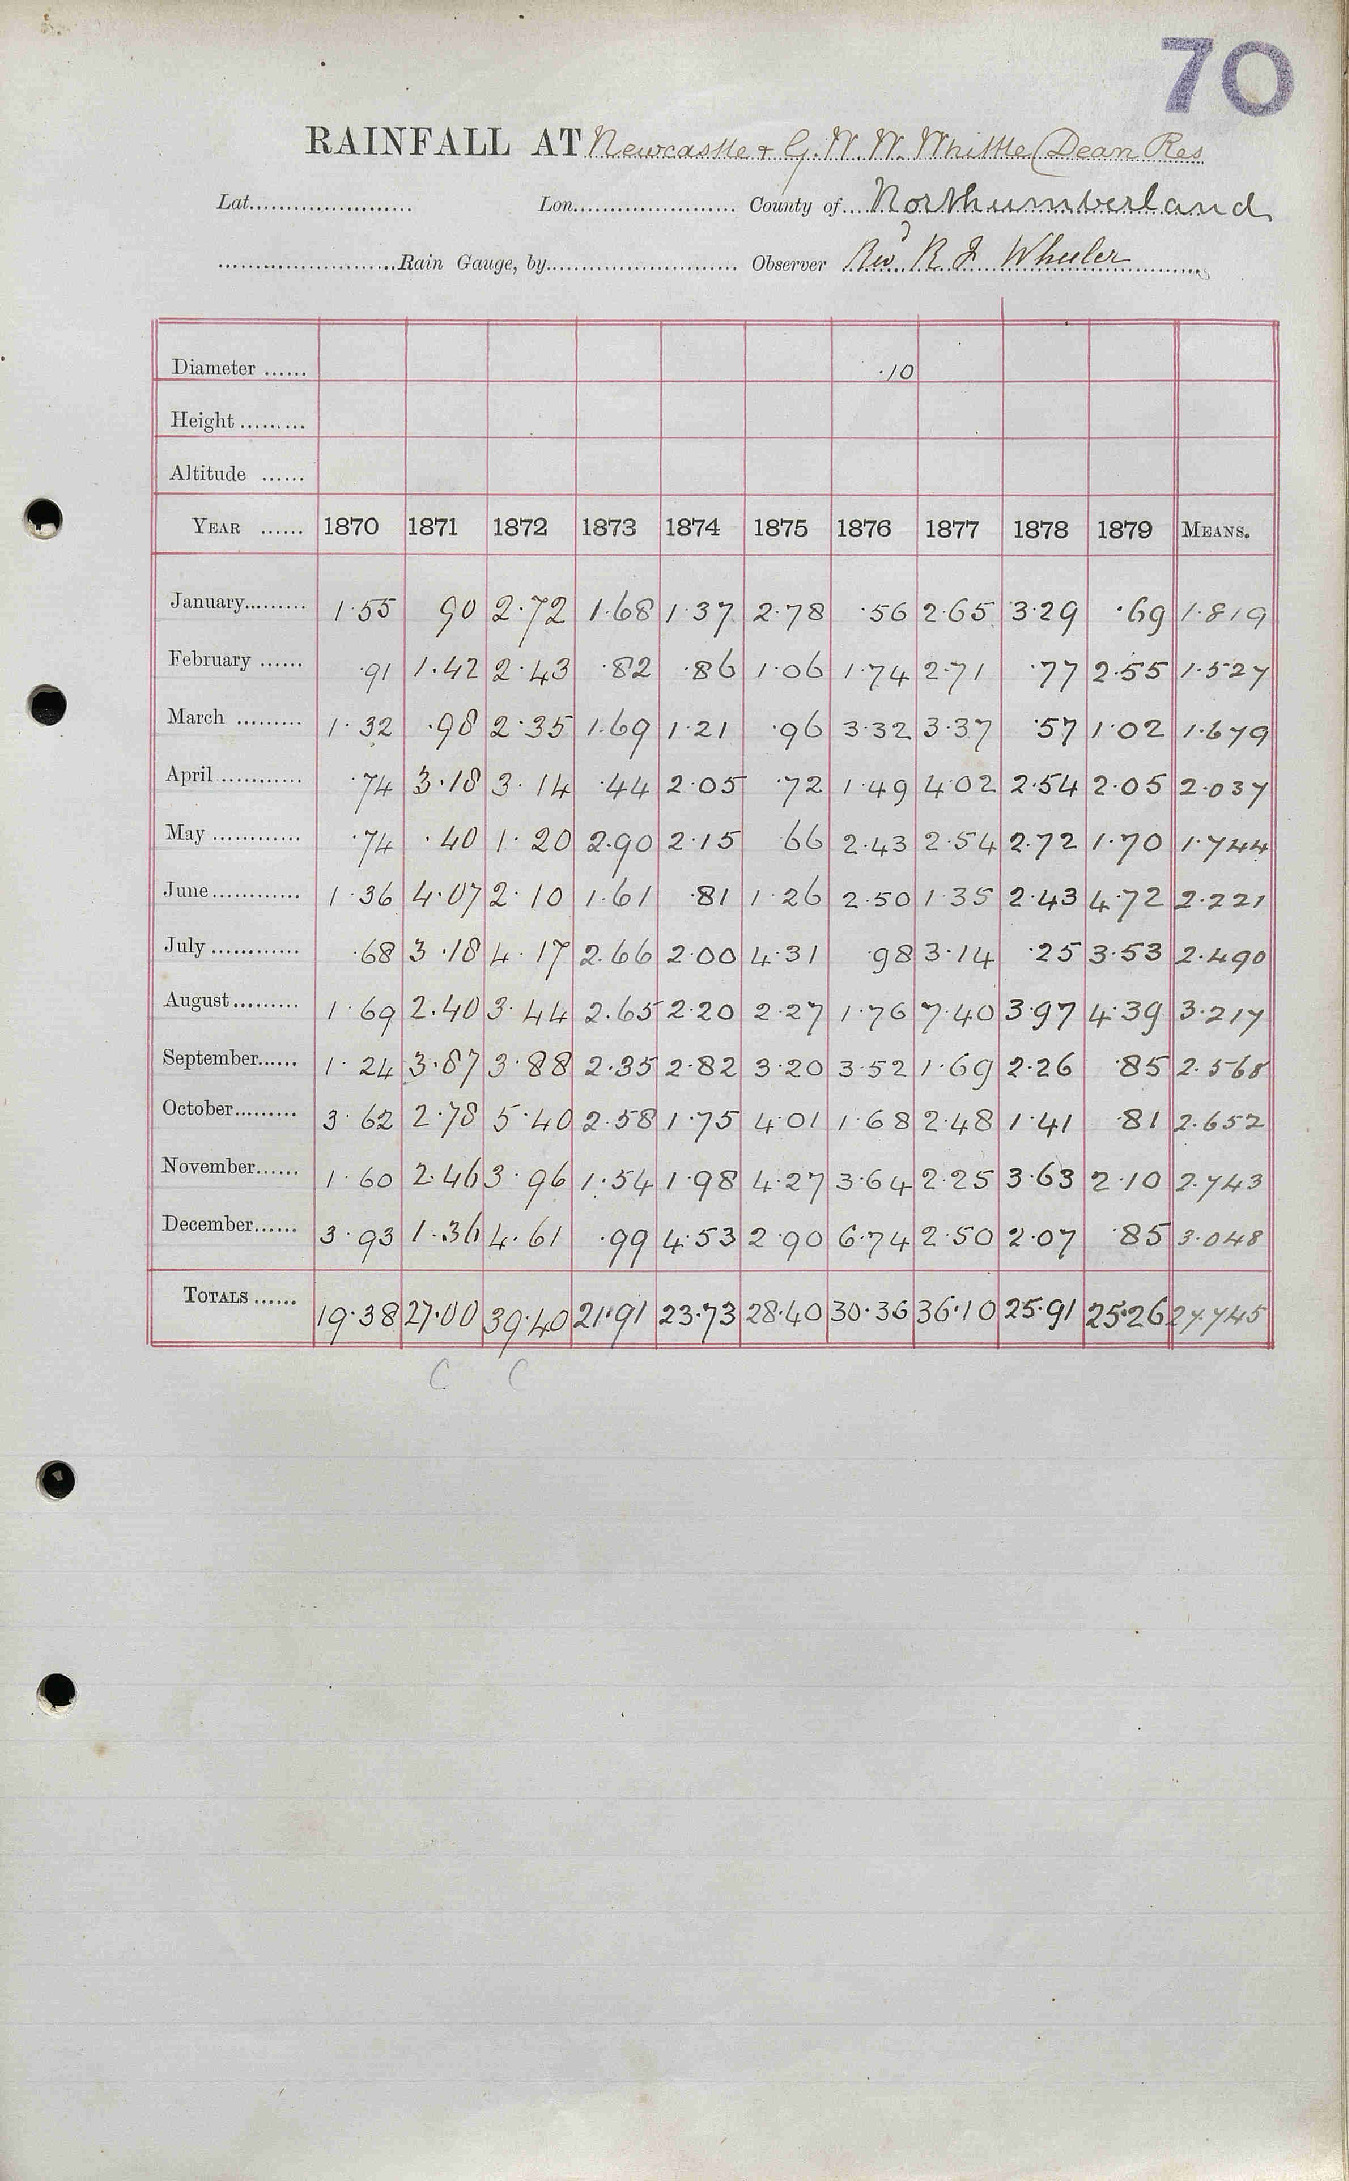 70
RAINFALL AT Newcastle & G. W. W. Whittle (Dean Res
Lat. Lon. County of Northumberland
Rain Gauge, by Observer Revd R J Wheeler
Diameter ...... ·10
Height .........
Altitude ......
YEAR ...... 1870 1871 1872 1873 1874 1875 1876 1877 1878 1879 MEANS.
January......... 1·55 90 2·72 1·68 1·37 2·78 ·56 2·65 3·29 ·69 1·819
February ...... ·91 1·42 2·43 ·82 ·86 1·06 1·74 2·71 ·77 2·55 1·527
March ......... 1·32 ·98 2·35 1·69 1·21 ·96 3·32 3·37 ·57 1·02 1·679
April ............ ·74 3·18 3·14 ·44 2·05 ·72 1·49 4·02 2·54 2·05 2·037
May ............ ·74 ·40 1·20 2·90 2·15 ·66 2·43 2·54 2·72 1·70 1·744
June............ 1·36 4·07 2·10 1·61 ·81 1·26 2·50 1·35 2·43 4·72 2·221
July ............ ·68 3·18 4·17 2·66 2·00 4·31 ·98 3·14 ·25 3·53 2·490
August ......... 1·69 2·40 3·44 2·65 2·20 2·27 1·76 7·40 3·97 4·39 3·217
September...... 1·24 3·87 3·88 2·35 2·82 3·20 3·52 1·69 2·26 ·85 2·568
October......... 3·62 2·78 5·40 2·58 1·75 4·01 1·68 2·48 1·41 ·81 2·652
November...... 1·60 2·46 3·96 1·54 1·98 4·27 3·64 2·25 3·63 2·10 2·743
December...... 3·93 1·36 4·61 ·99 4·53 2·90 6·74 2·50 2·07 ·85 3·048
TOTALS ...... 19·38 27·00 39·40 21·91 23·73 28·40 30·36 36·10 25·91 25·26 27·745
C C